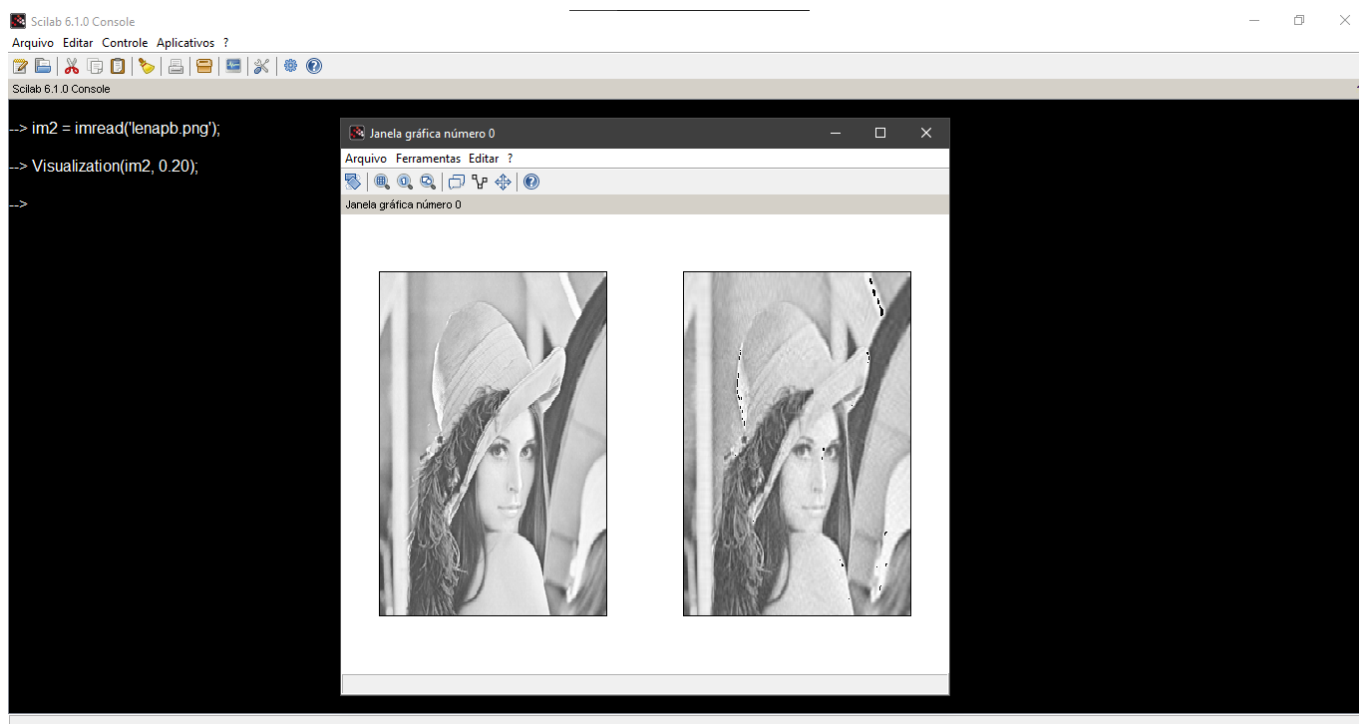 Scilab 6.1.0 Console
Arquivo Editar Controle Aplicativos ?
Scilab 6.1.0 Console
--> im2 = imread('lenapb.png');
--> Visualization(im2, 0.20);
-->
Janela gráfica número 0
Arquivo Ferramentas Editar ?
Janela gráfica número 0